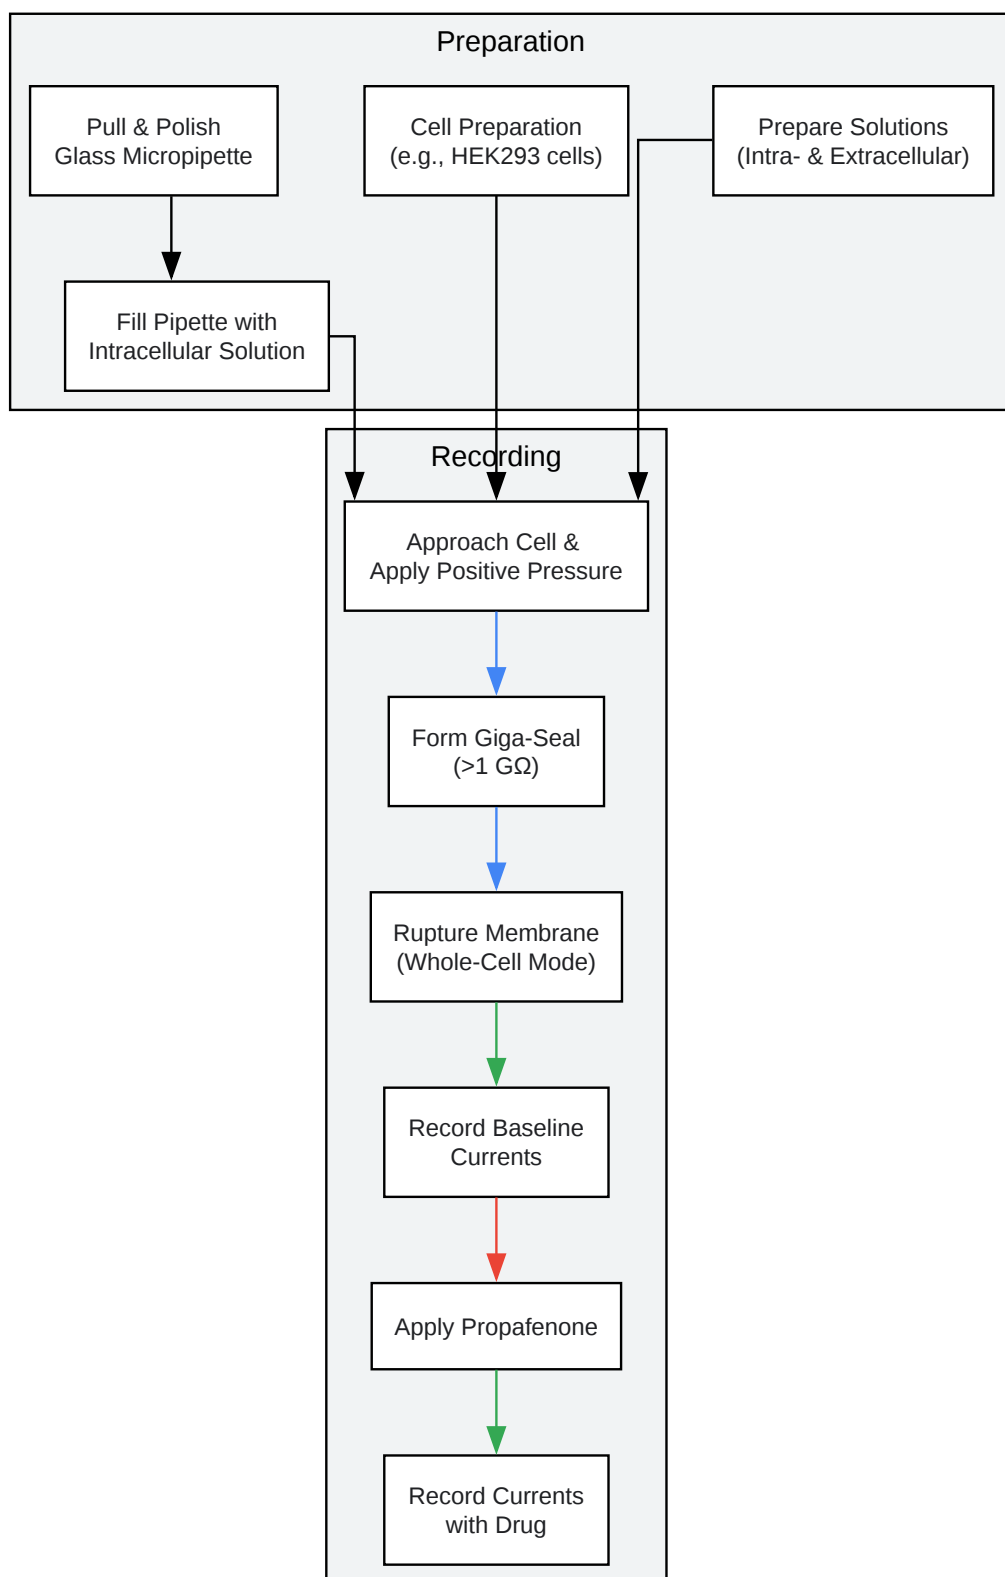 Preparation
Pull & Polish
Glass Micropipette
Cell Preparation
(e.g., HEK293 cells)
Prepare Solutions
(Intra- & Extracellular)
Fill Pipette with
Intracellular Solution
Recording
Approach Cell &
Apply Positive Pressure
Form Giga-Seal
(>1 GΩ)
Rupture Membrane
(Whole-Cell Mode)
Record Baseline
Currents
Apply Propafenone
Record Currents
with Drug